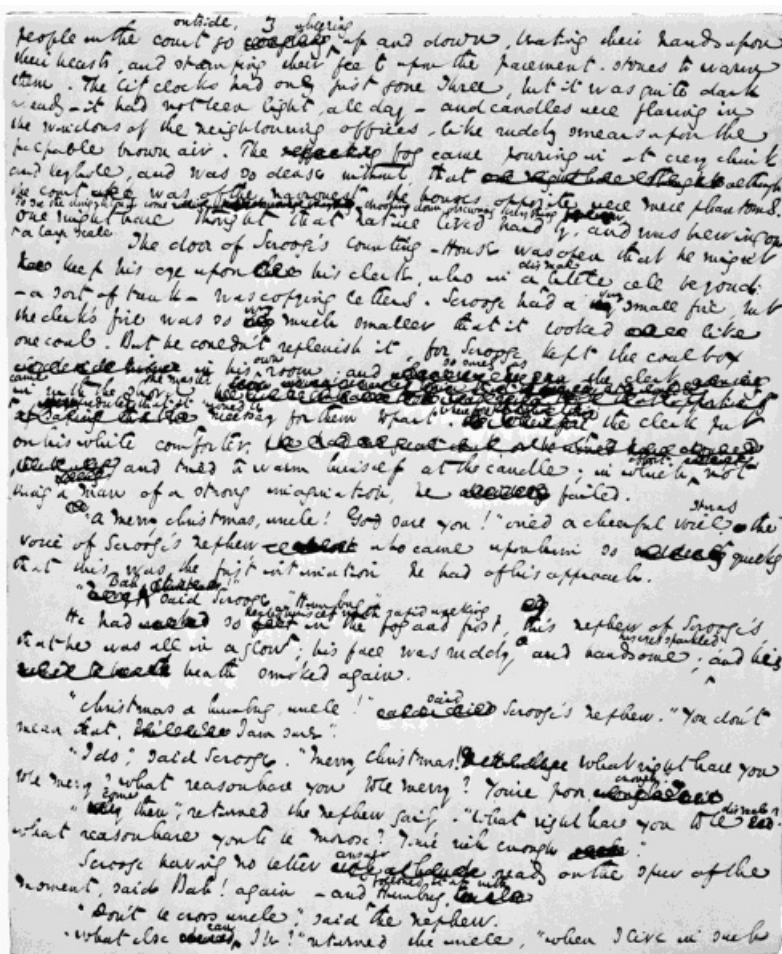 outside, wheezing
people in the court go up and down, beating their hands upon
their breasts, and stamping their feet upon the pavement-stones to warm
them. The City clocks had only just gone Three, but it was quite dark
already - it had not been light, all day - and candles were flaring in
the windows of the neighbouring offices, like ruddy smears upon the
palpable brown air. The fog came pouring in at every chink
and keyhole, and was so dense without, that although
the court was of the narrowest, the houses opposite were mere phantoms.
To see the dingy cloud come drooping down, obscuring everything,
one might have thought that nature lived hard by, and was brewing on
a large scale.
The door of Scrooge's Counting-House was open that he might
keep his eye upon his clerk, who in a dismal little cell beyond
- a sort of tank - was copying letters. Scrooge had a very small fire, but
the clerk's fire was so very much smaller that it looked like
one coal. But he couldn't replenish it, for Scrooge kept the coal box
in his own room; and so surely as the clerk
came in with the shovel the master
predicted that it would be necessary for them to part. Wherefore the clerk put
on his white comforter,
and tried to warm himself at the candle; in which effort, not
being a man of a strong imagination, he failed.
"A merry christmas, uncle! God save you!" cried a cheerful voice. It was the
voice of Scrooge's nephew who came upon him so quickly
that this was the first intimation he had of his approach.
"Bah!" said Scrooge "Humbug!"
He had so heated himself with rapid walking in the fog and frost, this nephew of Scrooge's,
that he was all in a glow; his face was ruddy and handsome; his eyes sparkled and his
breath smoked again.
"Christmas a humbug, uncle!" said Scrooge's nephew. "You don't
mean that, I am sure".
"I do," said Scrooge. "Merry christmas! What right have you
to be merry? what reason have you to be merry? You're poor enough."
"Come then", returned the nephew gaily. "What right have you to be dismal?
what reason have you to be morose? You're rich enough."
Scrooge having no better answer ready on the spur of the
moment, said Bah! again - and followed it up with Humbug.
"Don't be cross uncle," said the nephew.
"What else can I be!" returned the uncle, "when I live in such